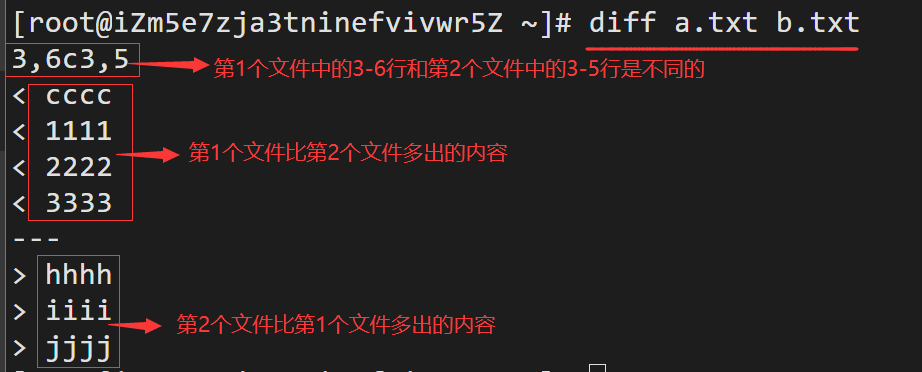 [root@iZm5e7zja3tninefvivwr5Z ~]# diff a.txt b.txt
3,6c3,5 第1个文件中的3-6行和第2个文件中的3-5行是不同的
< cccc
< 1111
第1个文件比第2个文件多出的内容
< 2222
< 3333
---
> hhhh
> iiii
第2个文件比第1个文件多出的内容
> jjjj